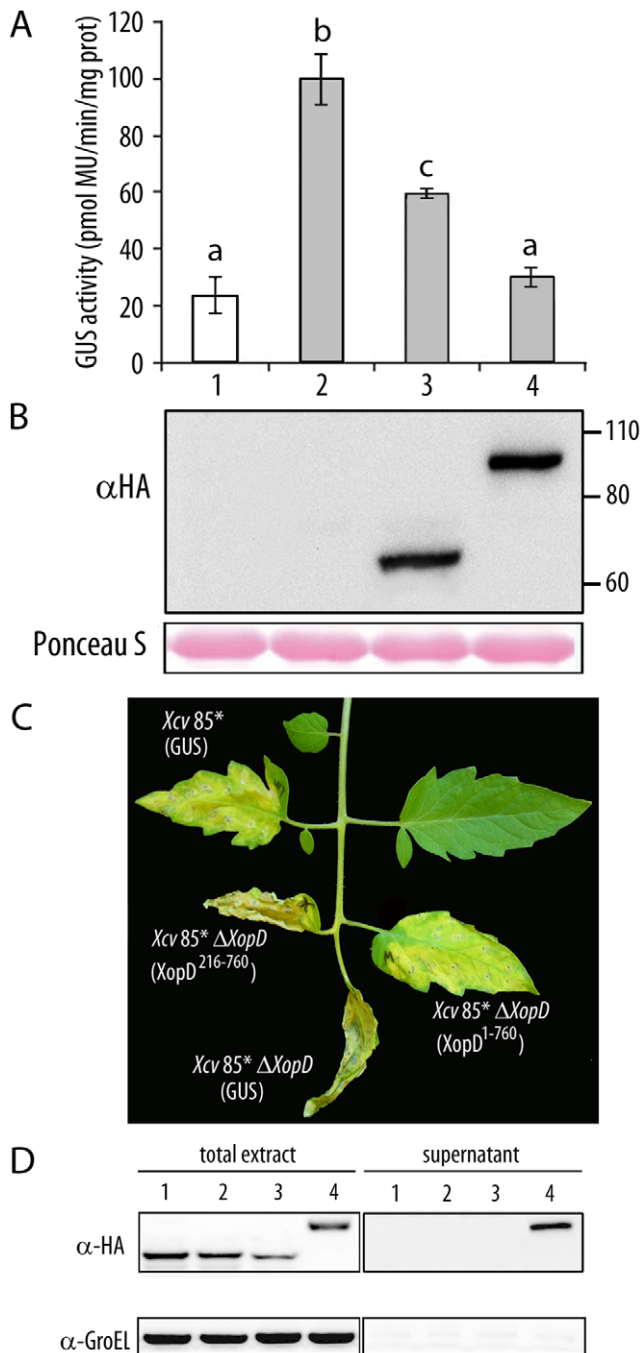 A
GUS activity (pmol MU/min/mg prot)
120
100
80
60
40
20
0
a
b
c
a
1 2 3 4
B
αHA
110
80
60
Ponceau S
C
Xcv 85*
(GUS)
Xcv 85* ΔXopD
(XopD216-760)
Xcv 85* ΔXopD
(XopD1-760)
Xcv 85* ΔXopD
(GUS)
D
total extract supernatant
1 2 3 4 1 2 3 4
α-HA
α-GroEL